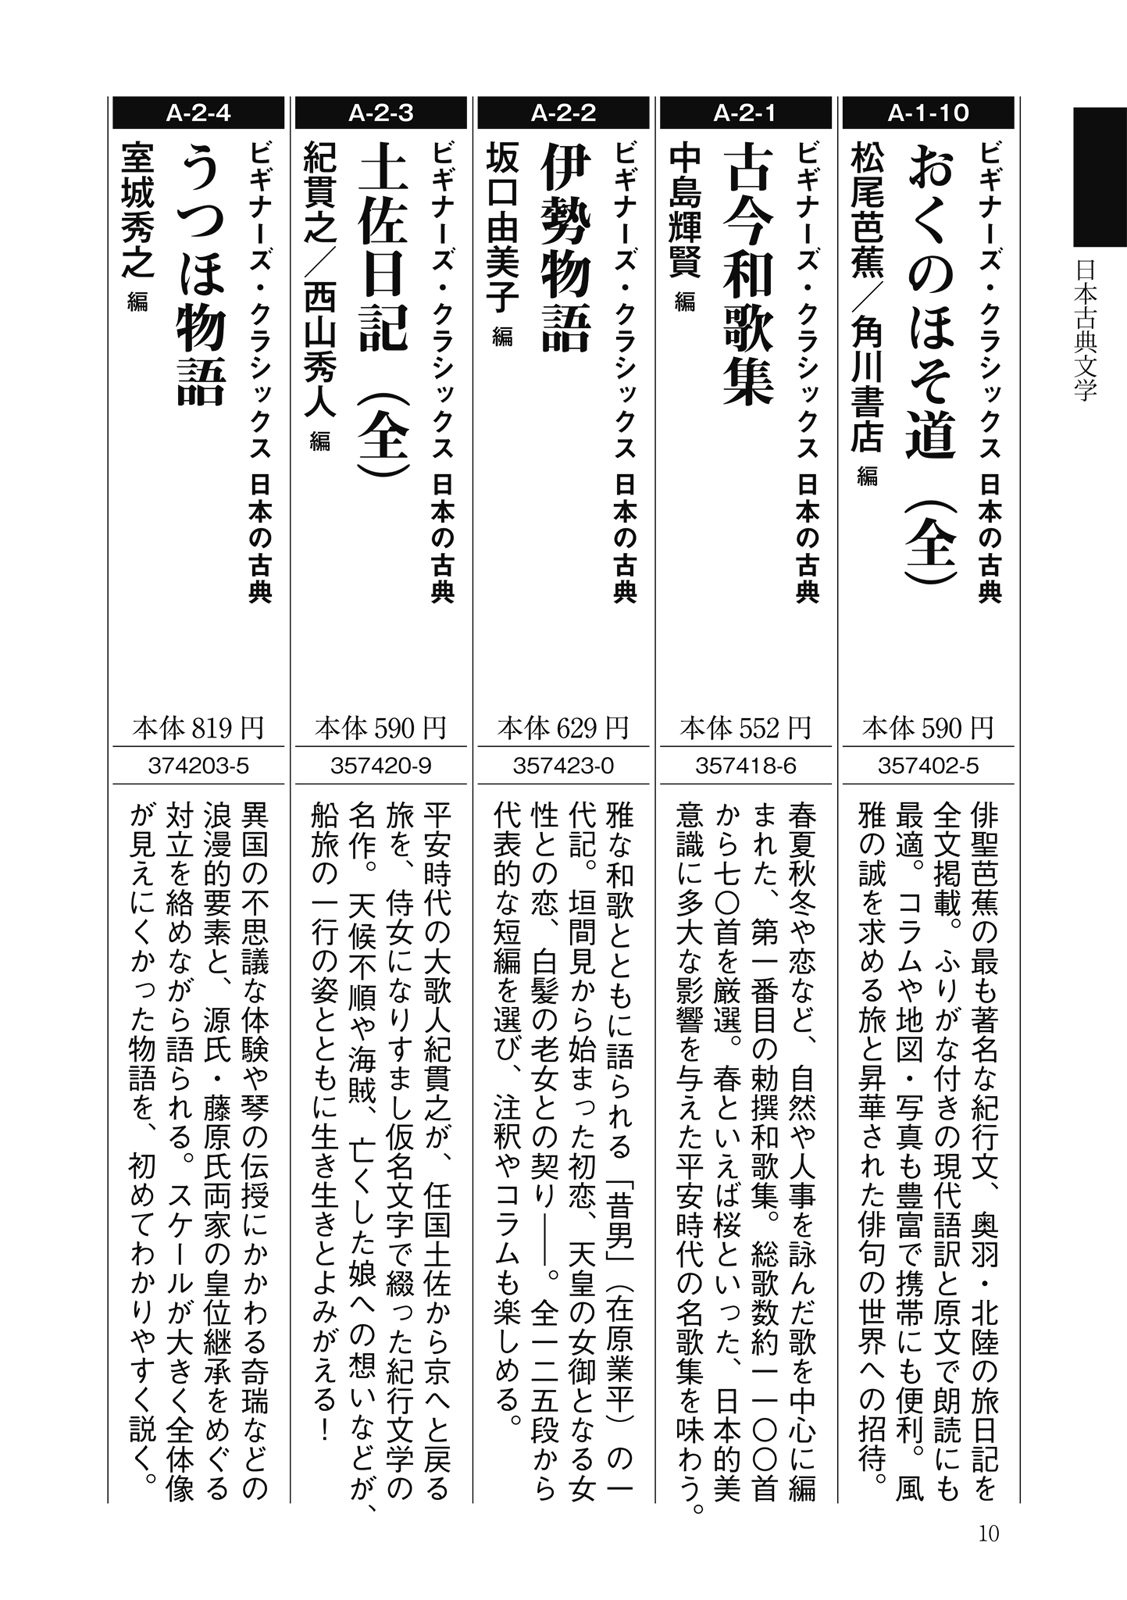 日本古典文学
A-1-10
ビギナーズ・クラシックス 日本の古典
おくのほそ道（全）
松尾芭蕉／角川書店 編
本体 590 円
357402-5
俳聖芭蕉の最も著名な紀行文、奥羽・北陸の旅日記を
全文掲載。ふりがな付きの現代語訳と原文で朗読にも
最適。コラムや地図・写真も豊富で携帯にも便利。風
雅の誠を求める旅と昇華された俳句の世界への招待。
A-2-1
ビギナーズ・クラシックス 日本の古典
古今和歌集
中島輝賢 編
本体 552 円
357418-6
春夏秋冬や恋など、自然や人事を詠んだ歌を中心に編
まれた、第一番目の勅撰和歌集。総歌数約一一〇〇首
から七〇首を厳選。春といえば桜といった、日本的美
意識に多大な影響を与えた平安時代の名歌集を味わう。
A-2-2
ビギナーズ・クラシックス 日本の古典
伊勢物語
坂口由美子 編
本体 629 円
357423-0
雅な和歌とともに語られる「昔男」（在原業平）の一
代記。垣間見から始まった初恋、天皇の女御となる女
性との恋、白髪の老女との契り――。全一二五段から
代表的な短編を選び、注釈やコラムも楽しめる。
A-2-3
ビギナーズ・クラシックス 日本の古典
土佐日記（全）
紀貫之／西山秀人 編
本体 590 円
357420-9
平安時代の大歌人紀貫之が、任国土佐から京へと戻る
旅を、侍女になりすまし仮名文字で綴った紀行文学の
名作。天候不順や海賊、亡くした娘への想いなどが、
船旅の一行の姿とともに生き生きとよみがえる！
A-2-4
ビギナーズ・クラシックス 日本の古典
うつほ物語
室城秀之 編
本体 819 円
374203-5
異国の不思議な体験や琴の伝授にかかわる奇瑞などの
浪漫的要素と、源氏・藤原氏両家の皇位継承をめぐる
対立を絡めながら語られる。スケールが大きく全体像
が見えにくかった物語を、初めてわかりやすく説く。
10